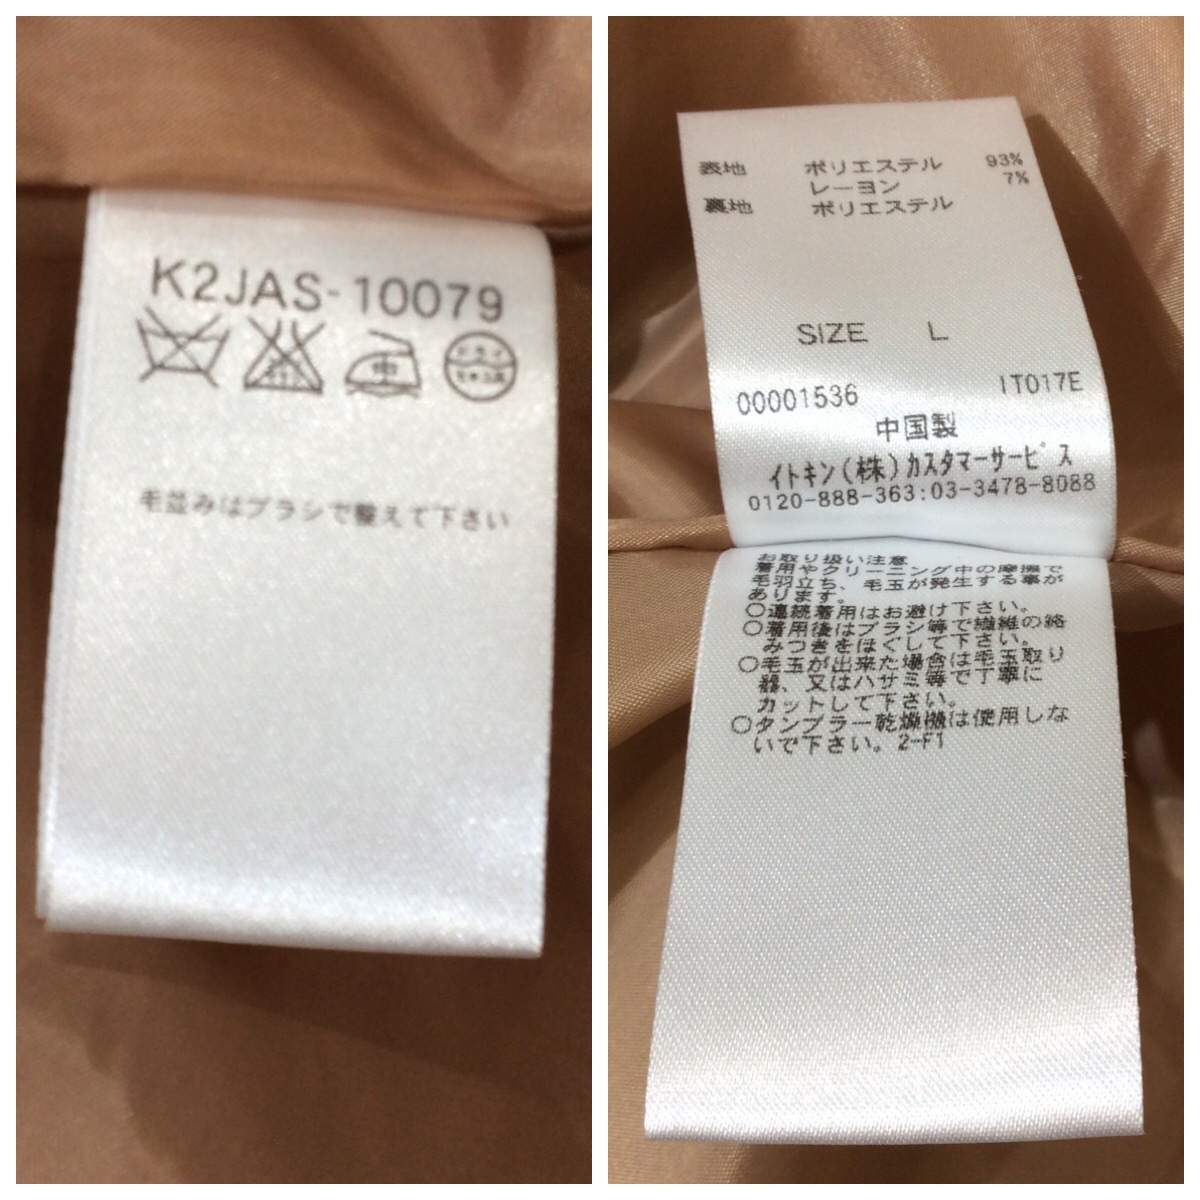 K2JAS-10079
中
ドライ
セキユ系
毛並みはブラシで整えて下さい
表地 ポリエステル 93%
レーヨン 7%
裏地 ポリエステル
SIZE L
00001536 IT017E
中国製
イトキン(株)カスタマーサービス
0120-888-363:03-3478-8088
お取り扱い注意
着用やクリーニング中の摩擦で
毛羽立ち、毛玉が発生する事が
あります。
○連続着用はお避け下さい。
○着用後はブラシ等で繊維の絡
みつきをほぐして下さい。
○毛玉が出来た場合は毛玉取り
器、又はハサミ等で丁寧に
カットして下さい。
○タンブラー乾燥機は使用しな
いで下さい。2-F1